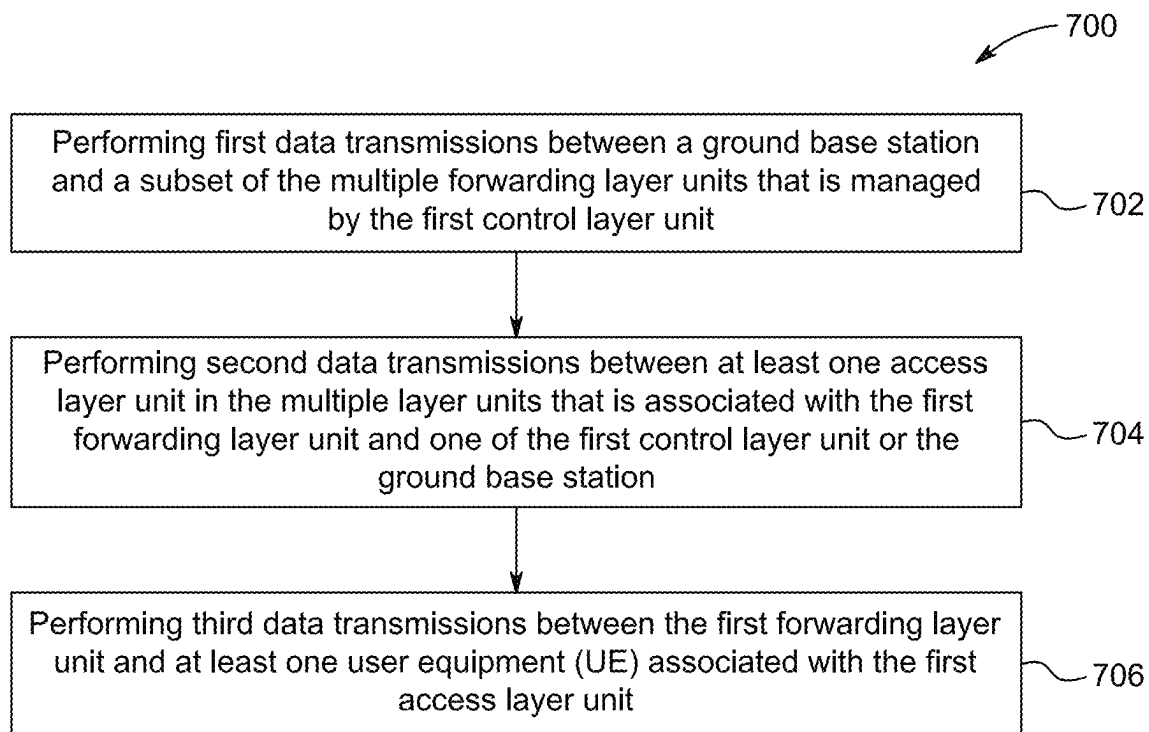 700
Performing first data transmissions between a ground base station
and a subset of the multiple forwarding layer units that is managed
by the first control layer unit
702
Performing second data transmissions between at least one access
layer unit in the multiple layer units that is associated with the first
forwarding layer unit and one of the first control layer unit or the
ground base station
704
Performing third data transmissions between the first forwarding layer
unit and at least one user equipment (UE) associated with the first
access layer unit
706